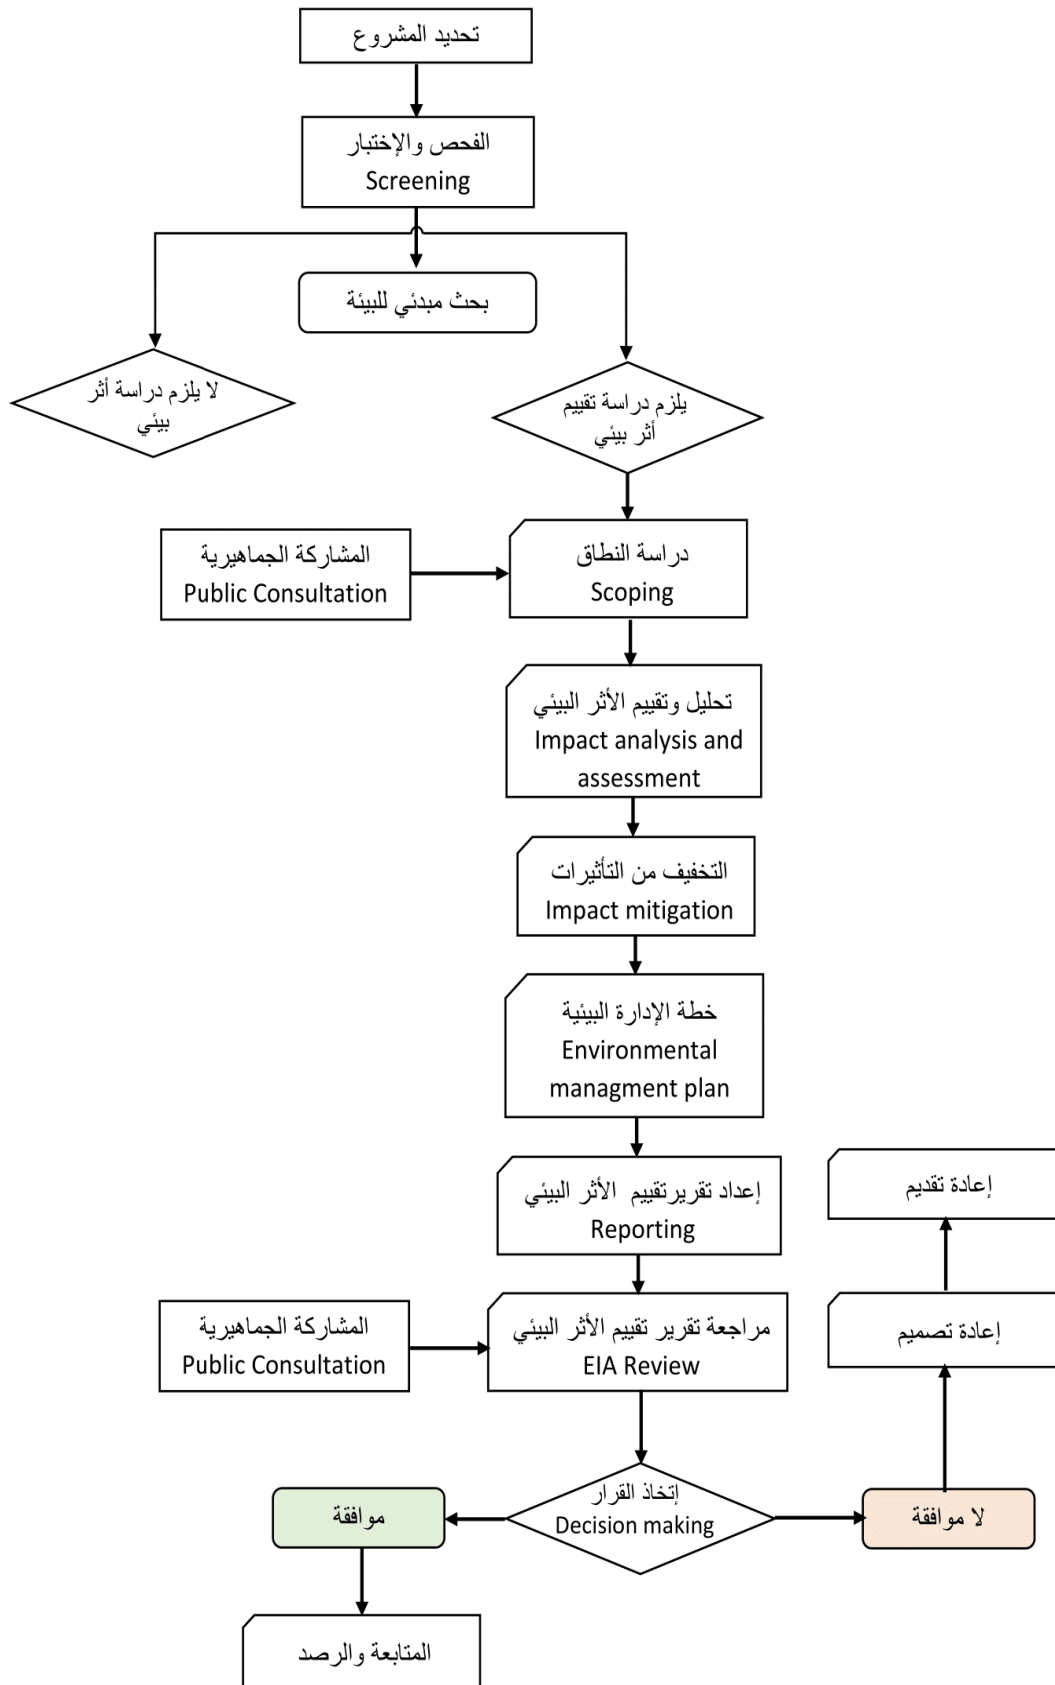 تحديد المشروع
الفحص والإختبار
Screening
بحث مبدئي للبيئة
لا يلزم دراسة أثر
بيئي
يلزم دراسة تقييم
أثر بيئي
المشاركة الجماهيرية
Public Consultation
دراسة النطاق
Scoping
تحليل وتقييم الأثر البيئي
Impact analysis and
assessment
التخفيف من التأثيرات
Impact mitigation
خطة الإدارة البيئية
Environmental
managment plan
إعداد تقريرتقييم الأثر البيئي
Reporting
إعادة تقديم
المشاركة الجماهيرية
Public Consultation
مراجعة تقرير تقييم الأثر البيئي
EIA Review
إعادة تصميم
موافقة
إتخاذ القرار
Decision making
لا موافقة
المتابعة والرصد